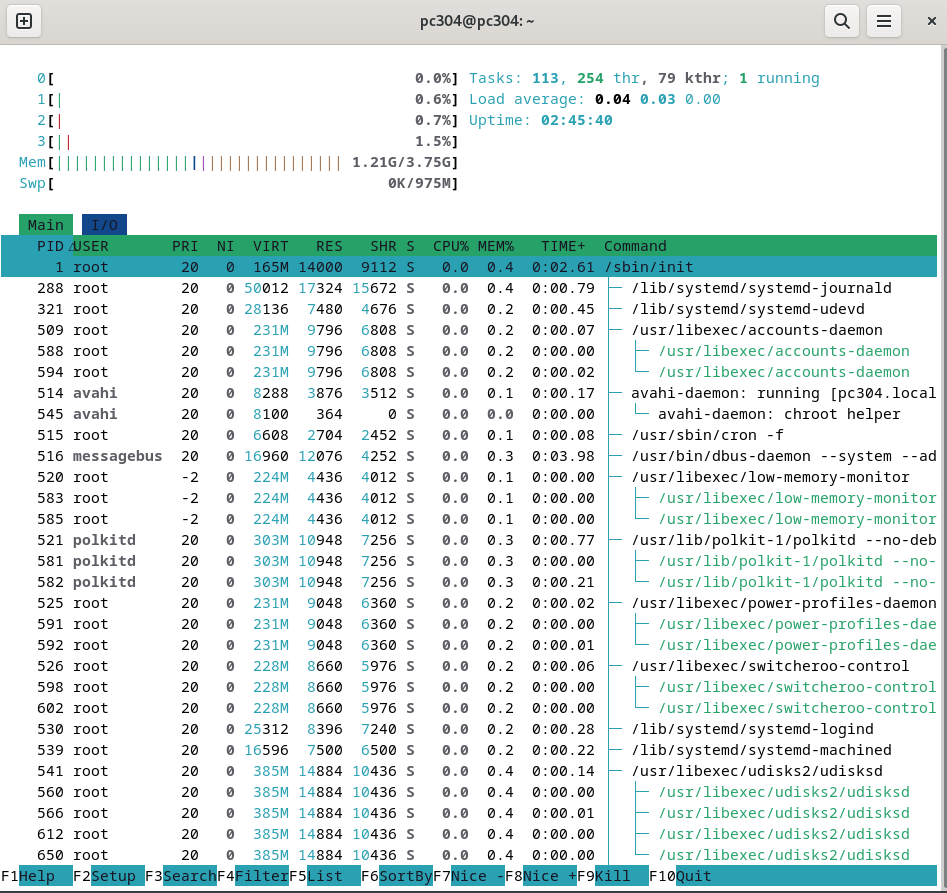 pc304@pc304: ~
0[ 0.0%] Tasks: 113, 254 thr, 79 kthr; 1 running
1[| 0.6%] Load average: 0.04 0.03 0.00
2[| 0.7%] Uptime: 02:45:40
3[|| 1.5%]
Mem[|||||||||||||||||||||||||||||||| 1.21G/3.75G]
Swp[ 0K/975M]
Main I/O
PID △USER PRI NI VIRT RES SHR S CPU% MEM% TIME+ Command
1 root 20 0 165M 14000 9112 S 0.0 0.4 0:02.61 /sbin/init
288 root 20 0 50012 17324 15672 S 0.0 0.4 0:00.79 ├─ /lib/systemd/systemd-journald
321 root 20 0 28136 7480 4676 S 0.0 0.2 0:00.45 ├─ /lib/systemd/systemd-udevd
509 root 20 0 231M 9796 6808 S 0.0 0.2 0:00.07 ├─ /usr/libexec/accounts-daemon
588 root 20 0 231M 9796 6808 S 0.0 0.2 0:00.00 │ ├─ /usr/libexec/accounts-daemon
594 root 20 0 231M 9796 6808 S 0.0 0.2 0:00.02 │ └─ /usr/libexec/accounts-daemon
514 avahi 20 0 8288 3876 3512 S 0.0 0.1 0:00.17 ├─ avahi-daemon: running [pc304.local
545 avahi 20 0 8100 364 0 S 0.0 0.0 0:00.00 │ └─ avahi-daemon: chroot helper
515 root 20 0 6608 2704 2452 S 0.0 0.1 0:00.08 ├─ /usr/sbin/cron -f
516 messagebus 20 0 16960 12076 4252 S 0.0 0.3 0:03.98 ├─ /usr/bin/dbus-daemon --system --ad
520 root -2 0 224M 4436 4012 S 0.0 0.1 0:00.00 ├─ /usr/libexec/low-memory-monitor
583 root -2 0 224M 4436 4012 S 0.0 0.1 0:00.00 │ ├─ /usr/libexec/low-memory-monitor
585 root -2 0 224M 4436 4012 S 0.0 0.1 0:00.00 │ └─ /usr/libexec/low-memory-monitor
521 polkitd 20 0 303M 10948 7256 S 0.0 0.3 0:00.77 ├─ /usr/lib/polkit-1/polkitd --no-deb
581 polkitd 20 0 303M 10948 7256 S 0.0 0.3 0:00.00 │ ├─ /usr/lib/polkit-1/polkitd --no-
582 polkitd 20 0 303M 10948 7256 S 0.0 0.3 0:00.21 │ └─ /usr/lib/polkit-1/polkitd --no-
525 root 20 0 231M 9048 6360 S 0.0 0.2 0:00.02 ├─ /usr/libexec/power-profiles-daemon
591 root 20 0 231M 9048 6360 S 0.0 0.2 0:00.00 │ ├─ /usr/libexec/power-profiles-dae
592 root 20 0 231M 9048 6360 S 0.0 0.2 0:00.01 │ └─ /usr/libexec/power-profiles-dae
526 root 20 0 228M 8660 5976 S 0.0 0.2 0:00.06 ├─ /usr/libexec/switcheroo-control
598 root 20 0 228M 8660 5976 S 0.0 0.2 0:00.00 │ ├─ /usr/libexec/switcheroo-control
602 root 20 0 228M 8660 5976 S 0.0 0.2 0:00.00 │ └─ /usr/libexec/switcheroo-control
530 root 20 0 25312 8396 7240 S 0.0 0.2 0:00.28 ├─ /lib/systemd/systemd-logind
539 root 20 0 16596 7500 6500 S 0.0 0.2 0:00.22 ├─ /lib/systemd/systemd-machined
541 root 20 0 385M 14884 10436 S 0.0 0.4 0:00.14 ├─ /usr/libexec/udisks2/udisksd
560 root 20 0 385M 14884 10436 S 0.0 0.4 0:00.00 │ ├─ /usr/libexec/udisks2/udisksd
566 root 20 0 385M 14884 10436 S 0.0 0.4 0:00.01 │ ├─ /usr/libexec/udisks2/udisksd
612 root 20 0 385M 14884 10436 S 0.0 0.4 0:00.00 │ ├─ /usr/libexec/udisks2/udisksd
650 root 20 0 385M 14884 10436 S 0.0 0.4 0:00.00 │ └─ /usr/libexec/udisks2/udisksd
F1Help F2Setup F3SearchF4FilterF5List F6SortByF7Nice -F8Nice +F9Kill F10Quit